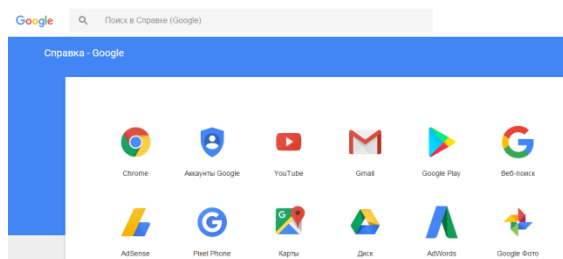 Google Поиск в Справке (Google)
Справка - Google
Chrome Аккаунты Google YouTube Gmail Google Play Веб-поиск
AdSense Pixel Phone Карты Диск AdWords Google Фото